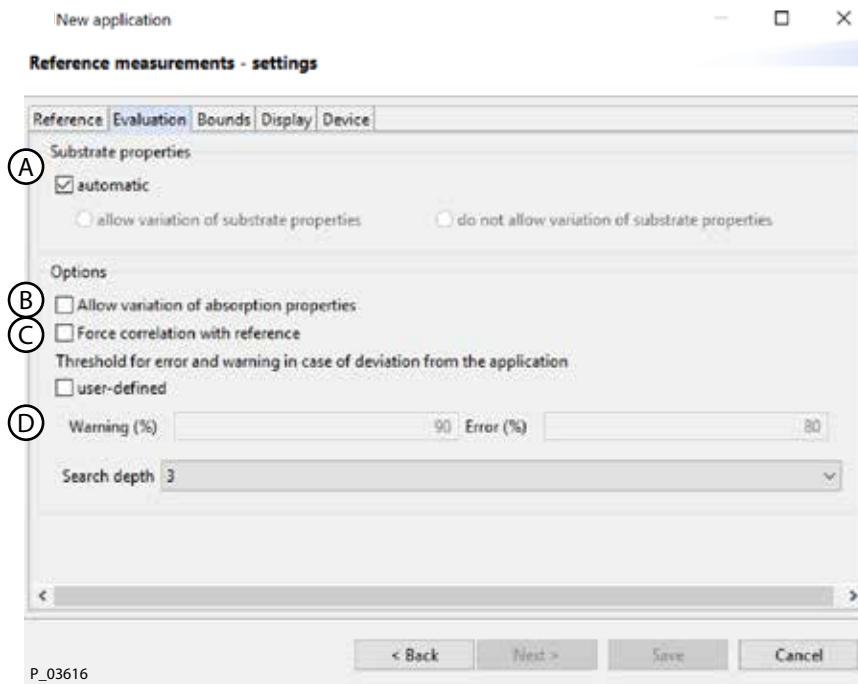 New application
Reference measurements - settings
Reference Evaluation Bounds Display Device
Substrate properties
A
automatic
allow variation of substrate properties do not allow variation of substrate properties
Options
B Allow variation of absorption properties
C Force correlation with reference
Threshold for error and warning in case of deviation from the application
user-defined
D Warning (%) 90 Error (%) 80
Search depth 3
< Back Next > Save Cancel
P_03616